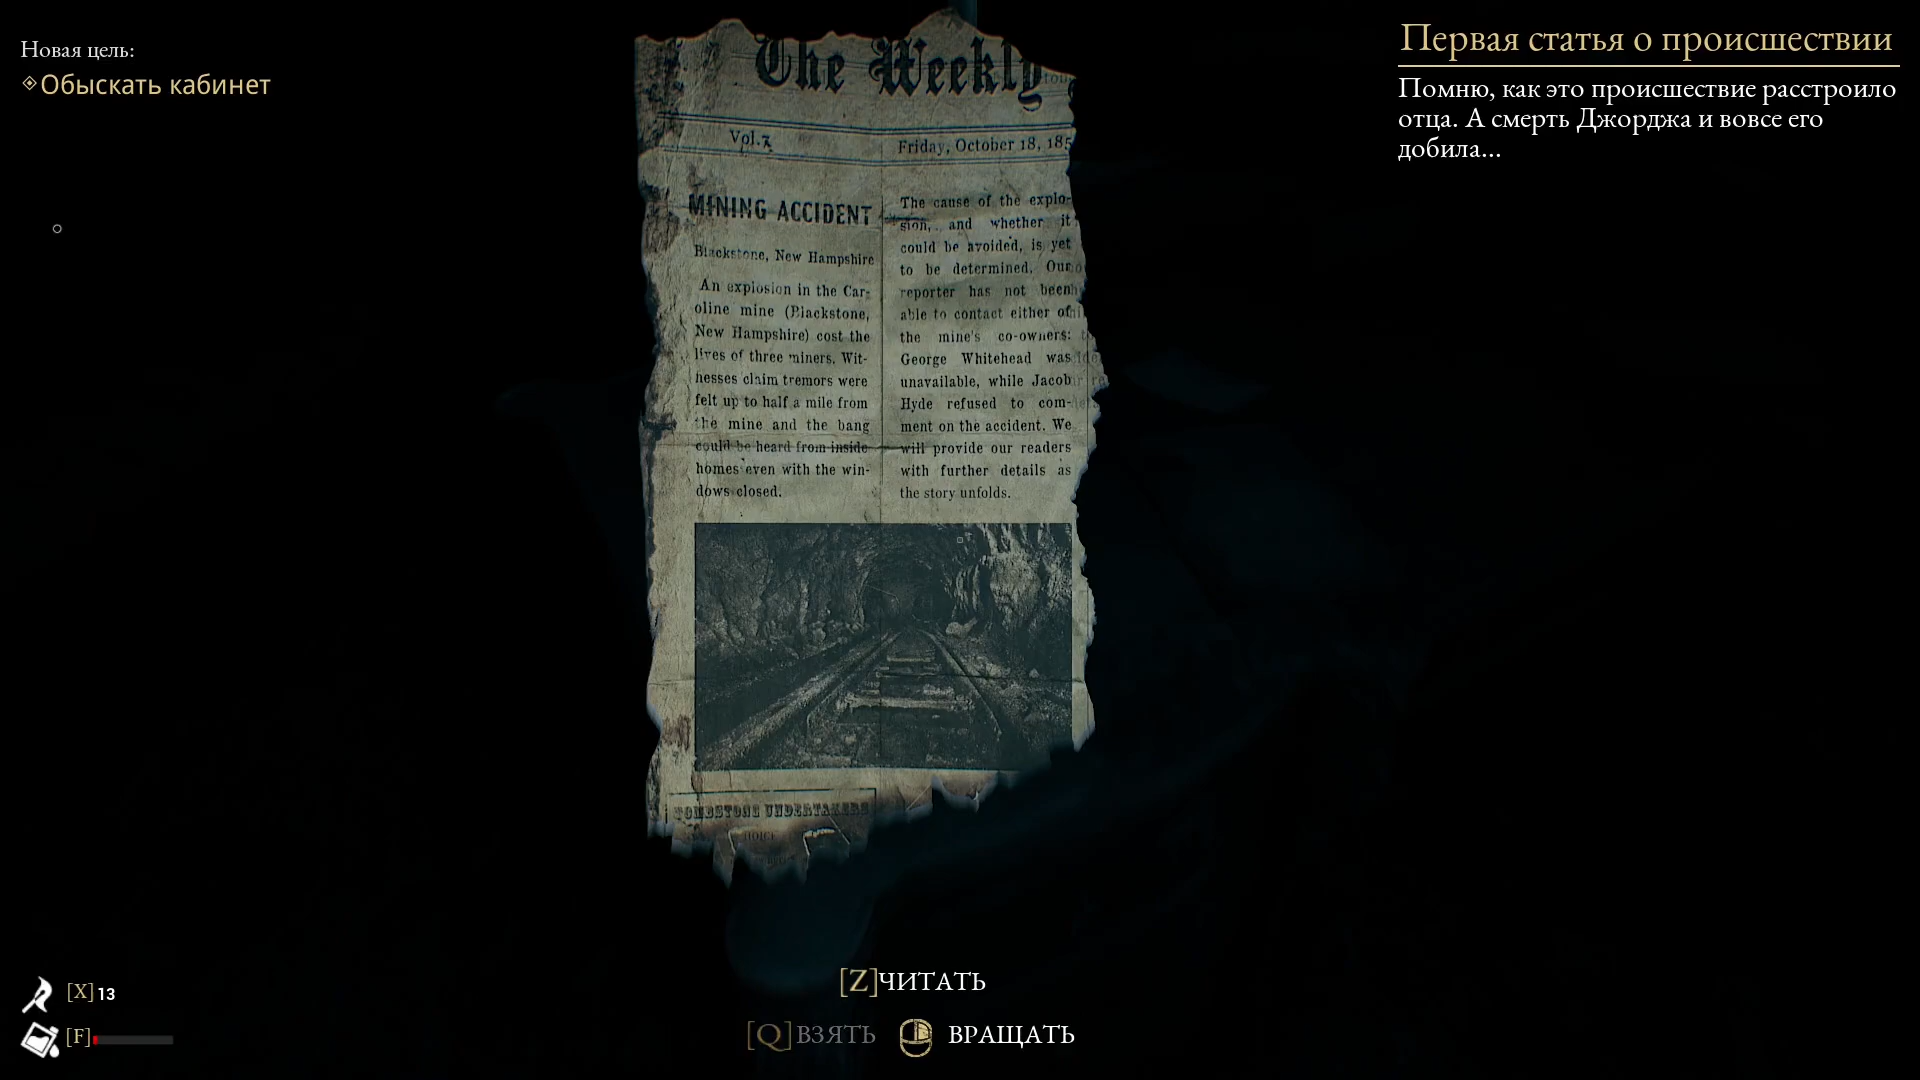 Новая цель:
Обыскать кабинет
The Weekly
Vol.7
Friday, October 18, 185
MINING ACCIDENT
Blackstone, New Hampshire
An explosion in the Car-
oline mine (Blackstone,
New Hampshire) cost the
lives of three miners. Wit-
nesses claim tremors were
felt up to half a mile from
the mine and the bang
could be heard from inside
homes even with the win-
dows closed.
The cause of the explo-
sion, and whether it
could be avoided, is yet
to be determined. Our
reporter has not been
able to contact either of
the mine's co-owners:
George Whitehead was
unavailable, while Jacob
Hyde refused to com-
ment on the accident. We
will provide our readers
with further details as
the story unfolds.
TOMBSTONE UNDERTAKERS
Первая статья о происшествии
Помню, как это происшествие расстроило
отца. А смерть Джорджа и вовсе его
добила...
[X] 13
[F]
[Z]ЧИТАТЬ
[Q]ВЗЯТЬ ВРАЩАТЬ